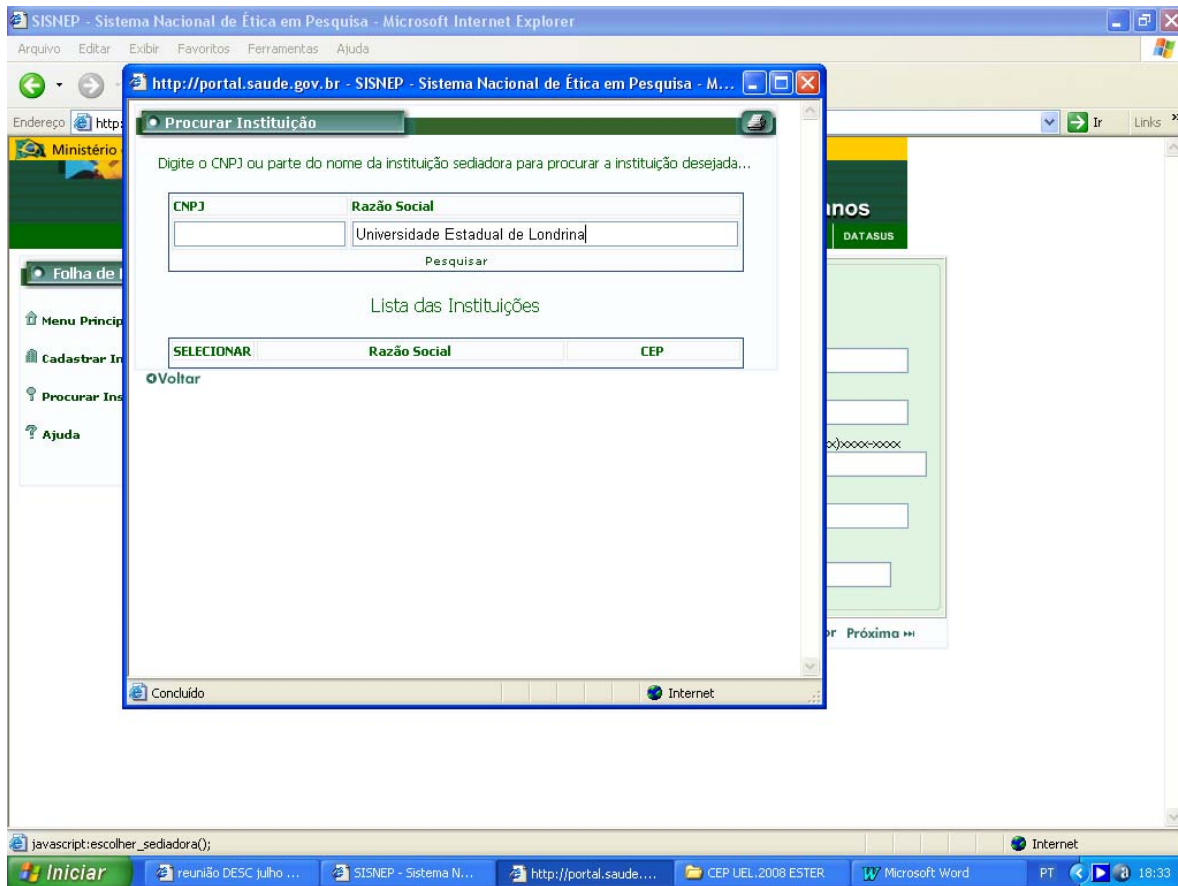 SISNEP - Sistema Nacional de Ética em Pesquisa - Microsoft Internet Explorer
Arquivo Editar Exibir Favoritos Ferramentas Ajuda
http://portal.saude.gov.br - SISNEP - Sistema Nacional de Ética em Pesquisa - M...
Endereço http: Ir Links »
Ministério
Procurar Instituição
Digite o CNPJ ou parte do nome da instituição sediadora para procurar a instituição desejada...
CNPJ Razão Social
Universidade Estadual de Londrina
Pesquisar
DATASUS
Folha de
Lista das Instituições
Menu Princip
SELECIONAR Razão Social CEP
Cadastrar In
Voltar
Procurar Ins
Ajuda
x)xxxx-xxxx
Próxima
Concluído Internet
javascript:escolher_sediadora(); Internet
Iniciar reunião DESC julho ... SISNEP - Sistema N... http://portal.saude.... CEP UEL.2008 ESTER Microsoft Word PT 18:33